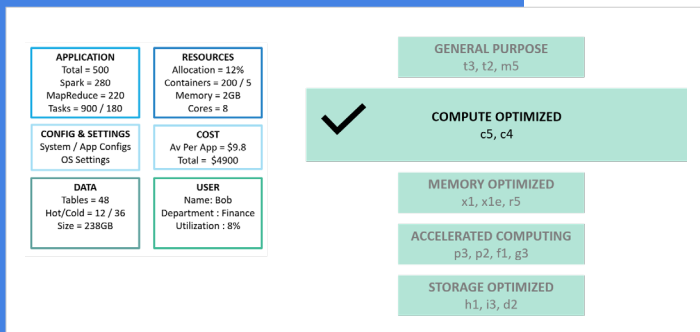 APPLICATION
Total = 500
Spark = 280
MapReduce = 220
Tasks = 900 / 180
RESOURCES
Allocation = 12%
Containers = 200 / 5
Memory = 2GB
Cores = 8
CONFIG & SETTINGS
System / App Configs
OS Settings
COST
Av Per App = $9.8
Total = $4900
DATA
Tables = 48
Hot/Cold = 12 / 36
Size = 238GB
USER
Name: Bob
Department : Finance
Utilization : 8%
GENERAL PURPOSE
t3, t2, m5
COMPUTE OPTIMIZED
c5, c4
MEMORY OPTIMIZED
x1, x1e, r5
ACCELERATED COMPUTING
p3, p2, f1, g3
STORAGE OPTIMIZED
h1, i3, d2